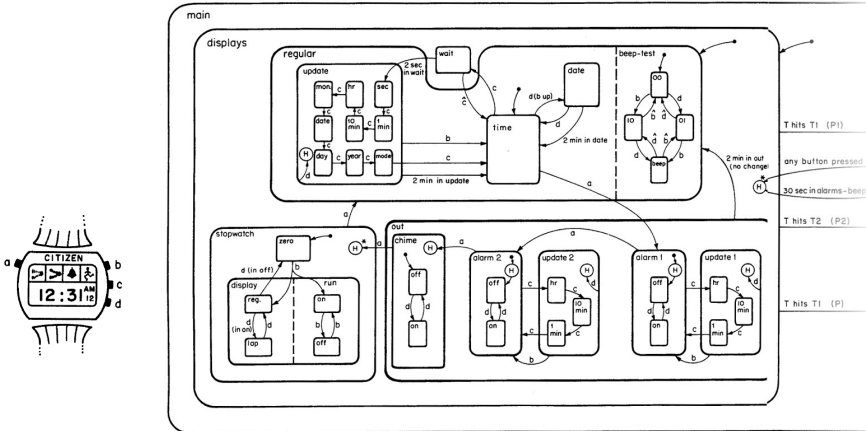 main
displays
regular
wait
2 sec
in wait
beep-test
update
mon.
hr
sec
date
10
min
1
min
day
year
mode
H
d
c
c
c
c
c
c
c
c
ĉ
c
time
date
d (b up)
d
2 min in date
b
c
2 min in update
00
10
01
beep
b
d
b̂
d̂
d
b
d̂
b̂
a
2 min in out
(no change)
T hits T1 (P1)
any button pressed
H*
30 sec in alarms-beep
T hits T2 (P2)
T hits T1 (P)
a
stopwatch
zero
H*
a
d (in off)
b
display
run
reg.
on
d
(in on)
d
b
b
lap
off
out
chime
H
a
off
d
d
on
alarm 2
H
off
d
d
on
update 2
hr
H
c
c
d
10
min
1
min
c
c
b
a
alarm 1
H
off
d
d
on
update 1
hr
H
c
c
d
10
min
1
min
c
c
b
a
CITIZEN
12:31 AM
12
b
c
d